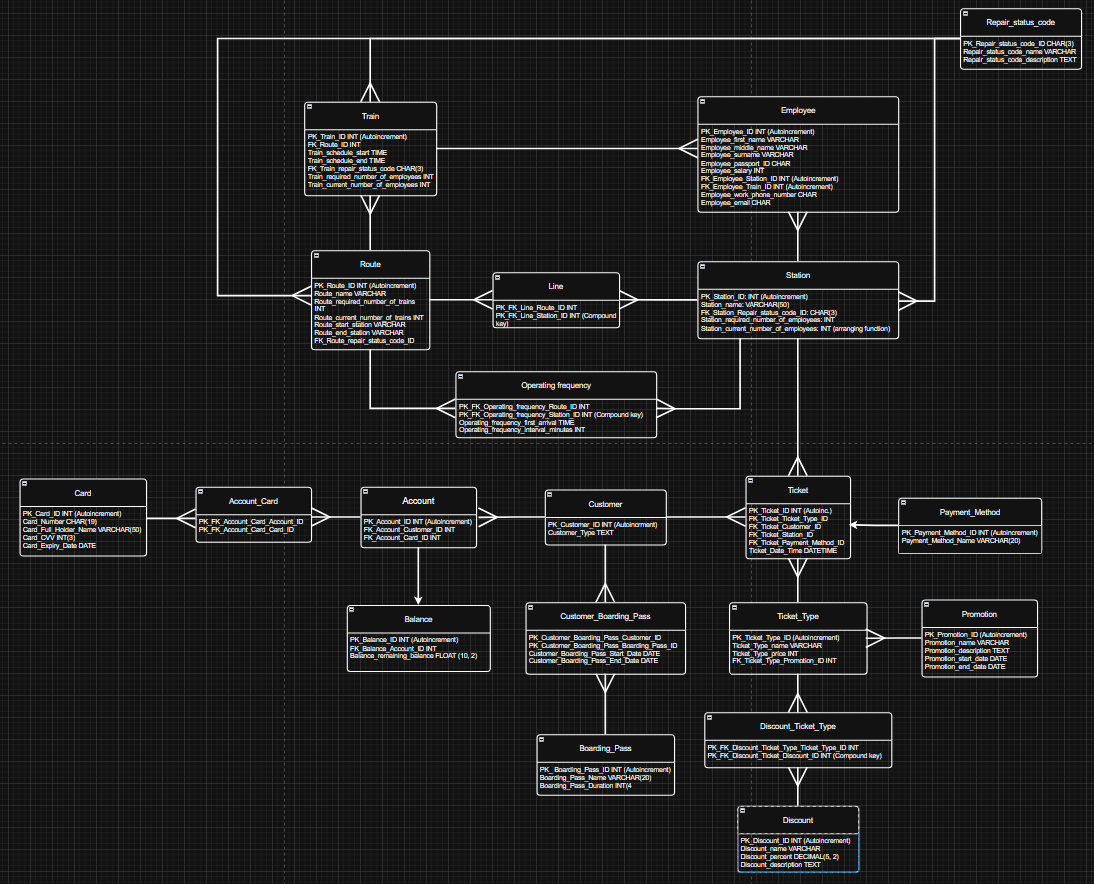 Repair_status_code
PK_Repair_status_code_ID CHAR(3)
Repair_status_code_name VARCHAR
Repair_status_code_description TEXT
Train
PK_Train_ID INT (Autoincrement)
FK_Route_ID INT
Train_schedule_start TIME
Train_schedule_end TIME
FK_Train_repair_status_code CHAR(3)
Train_required_number_of_employees INT
Train_current_number_of_employees INT
Employee
PK_Employee_ID INT (Autoincrement)
Employee_first_name VARCHAR
Employee_middle_name VARCHAR
Employee_surname VARCHAR
Employee_passport_ID CHAR
Employee_salary INT
FK_Employee_Station_ID INT (Autoincrement)
FK_Employee_Train_ID INT (Autoincrement)
Employee_work_phone_number CHAR
Employee_email CHAR
Route
PK_Route_ID INT (Autoincrement)
Route_name VARCHAR
Route_required_number_of_trains
INT
Route_current_number_of_trains INT
Route_start_station VARCHAR
Route_end_station VARCHAR
FK_Route_repair_status_code_ID
Line
PK_FK_Line_Route_ID INT
PK_FK_Line_Station_ID INT (Compound
key)
Station
PK_Station_ID: INT (Autoincrement)
Station_name: VARCHAR(50)
FK_Station_Repair_status_code_ID: CHAR(3)
Station_required_number_of_employees: INT
Station_current_number_of_employees: INT (arranging function)
Operating frequency
PK_FK_Operating_frequency_Route_ID INT
PK_FK_Operating_frequency_Station_ID INT (Compound key)
Operating_frequency_first_arrival TIME
Operating_frequency_interval_minutes INT
Card
PK_Card_ID INT (Autoincrement)
Card_Number CHAR(19)
Card_Full_Holder_Name VARCHAR(50)
Card_CVV INT(3)
Card_Expiry_Date DATE
Account_Card
PK_FK_Account_Card_Account_ID
PK_FK_Account_Card_Card_ID
Account
PK_Account_ID INT (Autoincrement)
FK_Account_Customer_ID INT
FK_Account_Card_ID INT
Customer
PK_Customer_ID INT (Autoincrment)
Customer_Type TEXT
Ticket
PK_Ticket_ID INT (Autoinc.)
FK_Ticket_Ticket_Type_ID
FK_Ticket_Customer_ID
FK_Ticket_Station_ID
FK_Ticket_Payment_Method_ID
Ticket_Date_Time DATETIME
Payment_Method
PK_Payment_Method_ID INT (Autoincrement)
Payment_Method_Name VARCHAR(20)
Balance
PK_Balance_ID INT (Autoincrement)
FK_Balance_Account_ID INT
Balance_remaining_balance FLOAT (10, 2)
Customer_Boarding_Pass
PK_Customer_Boarding_Pass_Customer_ID
PK_Customer_Boarding_Pass_Boarding_Pass_ID
Customer_Boarding_Pass_Start_Date DATE
Customer_Boarding_Pass_End_Date DATE
Ticket_Type
PK_Ticket_Type_ID (Autoincrement)
Ticket_Type_name VARCHAR
Ticket_Type_price INT
FK_Ticket_Type_Promotion_ID INT
Promotion
PK_Promotion_ID (Autoincrement)
Promotion_name VARCHAR
Promotion_description TEXT
Promotion_start_date DATE
Promotion_end_date DATE
Boarding_Pass
PK_ Boarding_Pass_ID INT (Autoincrement)
Boarding_Pass_Name VARCHAR(20)
Boarding_Pass_Duration INT(4
Discount_Ticket_Type
PK_FK_Discount_Ticket_Type_Ticket_Type_ID INT
PK_FK_Discount_Ticket_Discount_ID INT (Compound key)
Discount
PK_Discount_ID INT (Autoincrement)
Discount_name VARCHAR
Discount_percent DECIMAL(5, 2)
Discount_description TEXT